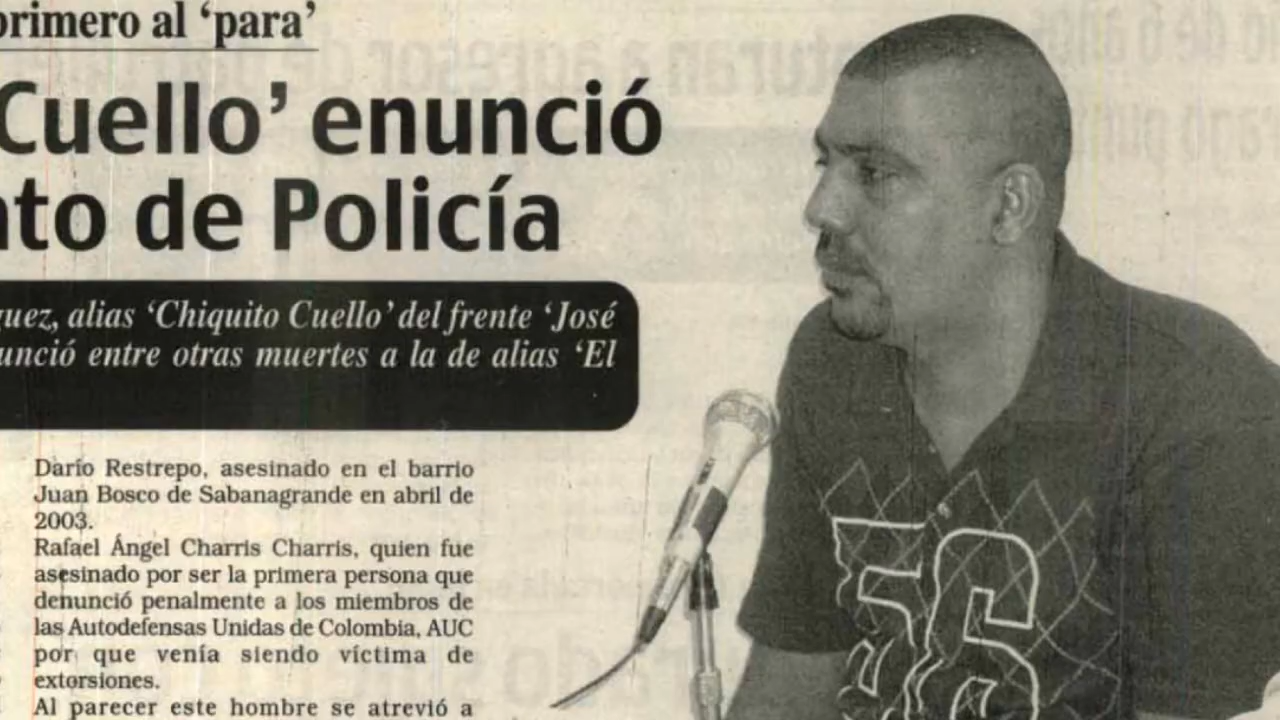 primero al ‘para’
Cuello’ enunció
nto de Policía
guez, alias ‘Chiquito Cuello’ del frente ‘José
unció entre otras muertes a la de alias ‘El
Darío Restrepo, asesinado en el barrio
Juan Bosco de Sabanagrande en abril de
2003.
Rafael Ángel Charris Charris, quien fue
asesinado por ser la primera persona que
denunció penalmente a los miembros de
las Autodefensas Unidas de Colombia, AUC
por que venía siendo víctima de
extorsiones.
Al parecer este hombre se atrevió a